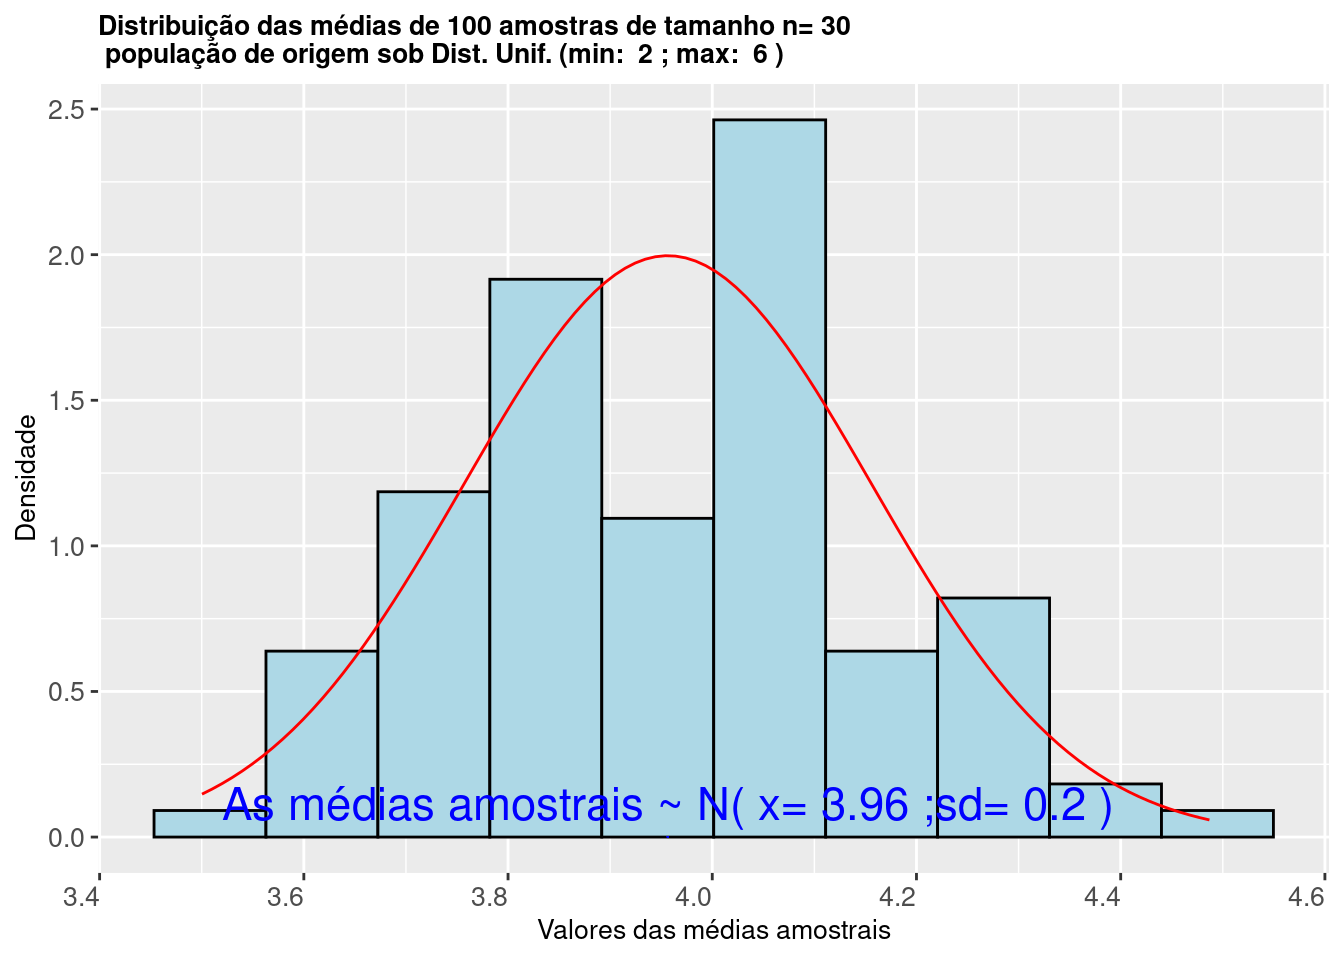 Distribuição das médias de 100 amostras de tamanho n= 30
população de origem sob Dist. Unif. (min:  2 ; max:  6 )
2.5
2.0
1.5
1.0
0.5
0.0
Densidade
As médias amostrais ~ N( x= 3.96 ;sd= 0.2 )
3.4 3.6 3.8 4.0 4.2 4.4 4.6
Valores das médias amostrais